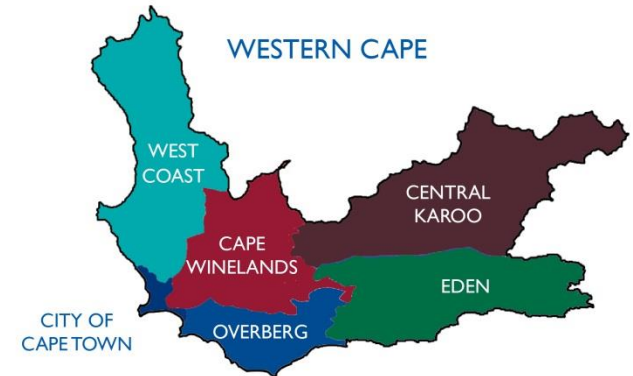 WESTERN CAPE
WEST
COAST
CENTRAL
KAROO
CAPE
WINELANDS
EDEN
CITY OF
CAPE TOWN
OVERBERG